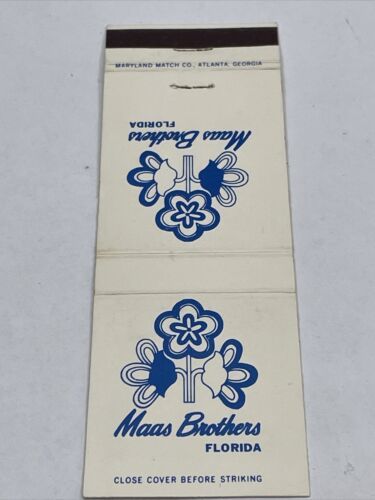 MARYLAND MATCH CO., ATLANTA, GEORGIA
Maas Brothers
FLORIDA
Maas Brothers
FLORIDA
CLOSE COVER BEFORE STRIKING